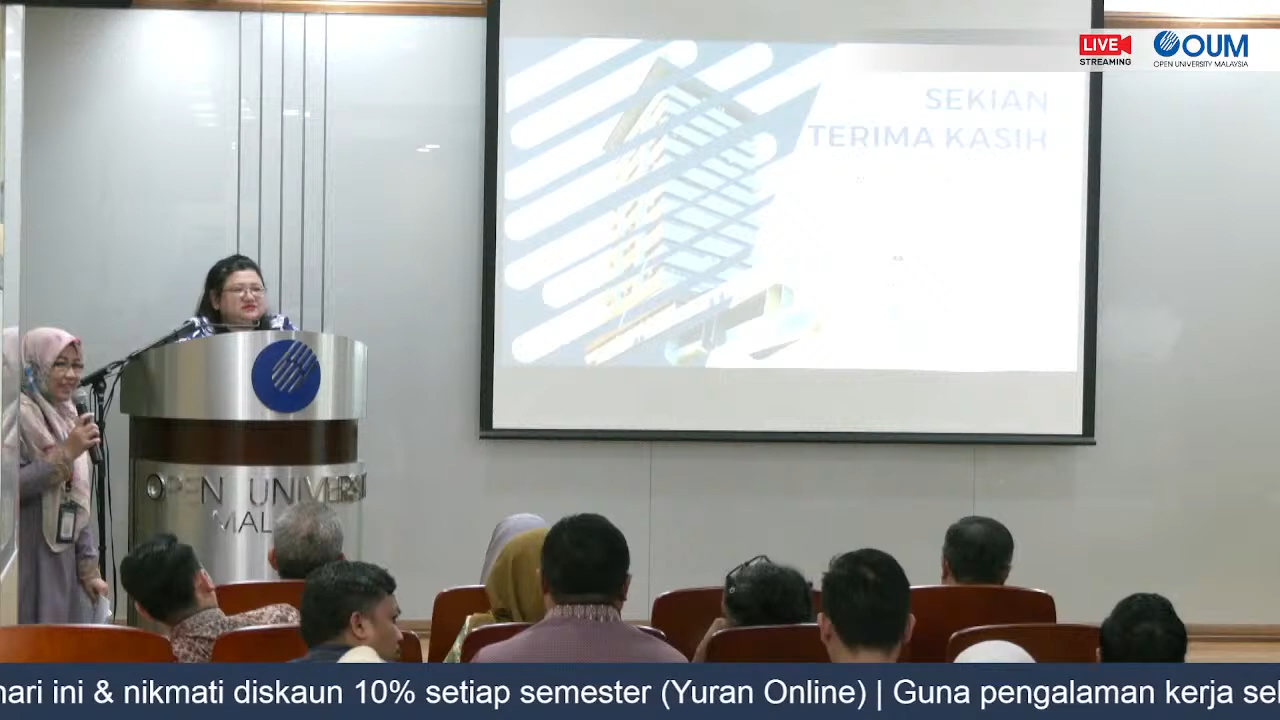 LIVE
STREAMING
OUM
OPEN UNIVERSITY MALAYSIA
SEKIAN
TERIMA KASIH
OPEN UNIVERSIT
MAL
hari ini & nikmati diskaun 10% setiap semester (Yuran Online) | Guna pengalaman kerja sel